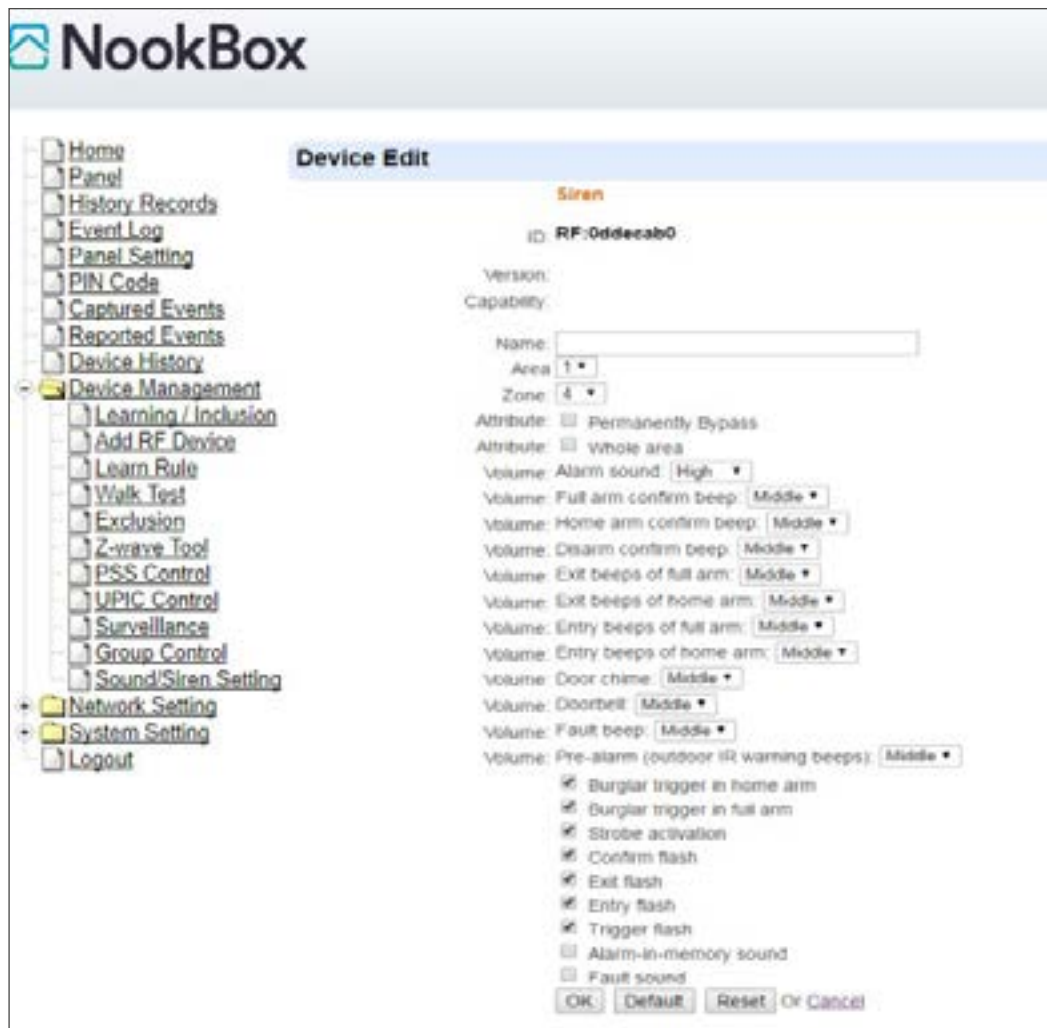 NookBox
Home
Panel
History Records
Event Log
Panel Setting
PIN Code
Captured Events
Reported Events
Device History
Device Management
Learning / Inclusion
Add RF Device
Learn Rule
Walk Test
Exclusion
Z-wave Tool
PSS Control
UPIC Control
Surveillance
Group Control
Sound/Siren Setting
Network Setting
System Setting
Logout
Device Edit
Siren
ID: RF:0ddecab0
Version:
Capability:
Name:
Area 1
Zone: 4
Attribute: Permanently Bypass
Attribute: Whole area
Volume: Alarm sound: High
Volume: Full arm confirm beep: Middle
Volume: Home arm confirm beep: Middle
Volume: Disarm confirm beep: Middle
Volume: Exit beeps of full arm: Middle
Volume: Exit beeps of home arm: Middle
Volume: Entry beeps of full arm: Middle
Volume: Entry beeps of home arm: Middle
Volume: Door chime: Middle
Volume: Doorbell: Middle
Volume: Fault beep: Middle
Volume: Pre-alarm (outdoor IR warning beeps): Middle
Burglar trigger in home arm
Burglar trigger in full arm
Strobe activation
Confirm flash
Exit flash
Entry flash
Trigger flash
Alarm-in-memory sound
Fault sound
OK Default Reset Or Cancel